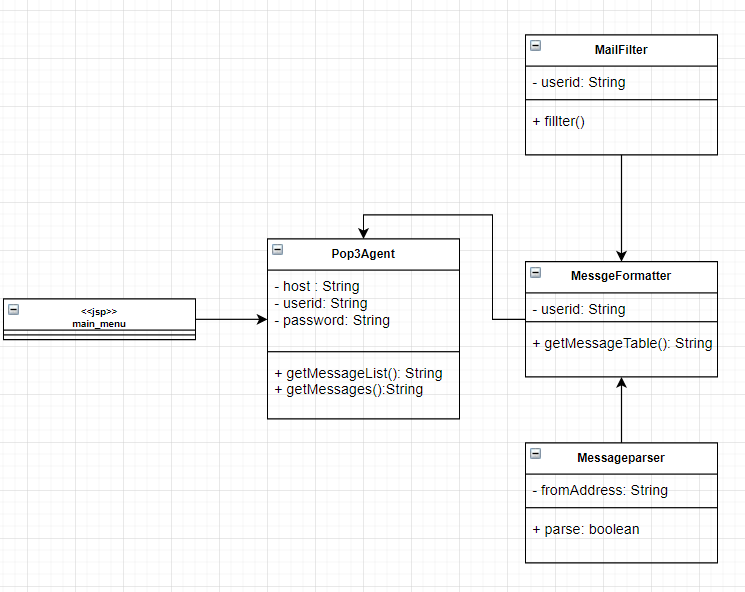 MailFilter
- userid: String
+ fillter()
Pop3Agent
- host : String
- userid: String
- password: String
+ getMessageList(): String
+ getMessages():String
<<jsp>>
main_menu
MessgeFormatter
- userid: String
+ getMessageTable(): String
Messageparser
- fromAddress: String
+ parse: boolean